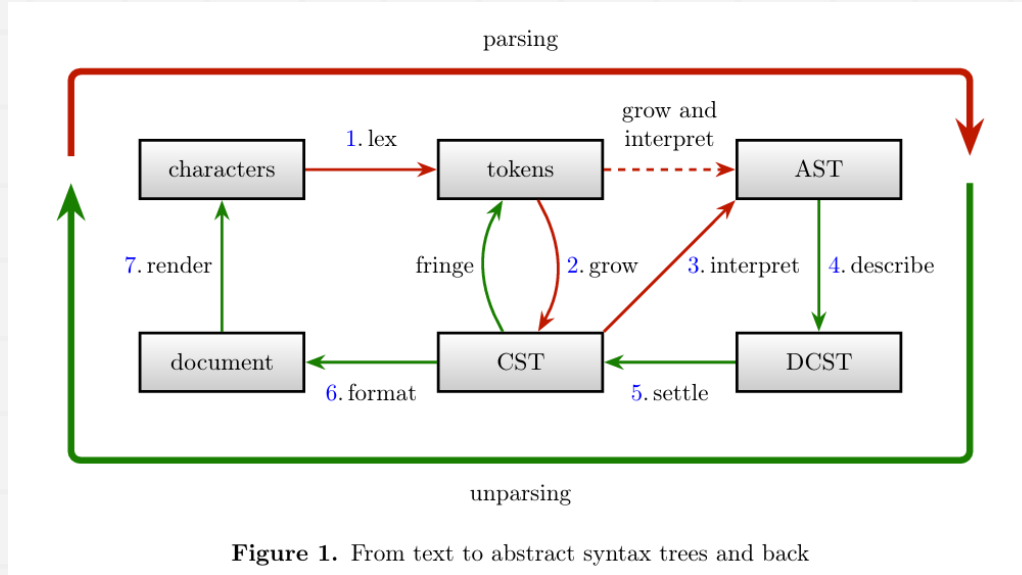 parsing
grow and
interpret
1. lex
characters
tokens
AST
7. render
fringe
2. grow
3. interpret
4. describe
document
CST
DCST
6. format
5. settle
unparsing
Figure 1. From text to abstract syntax trees and back